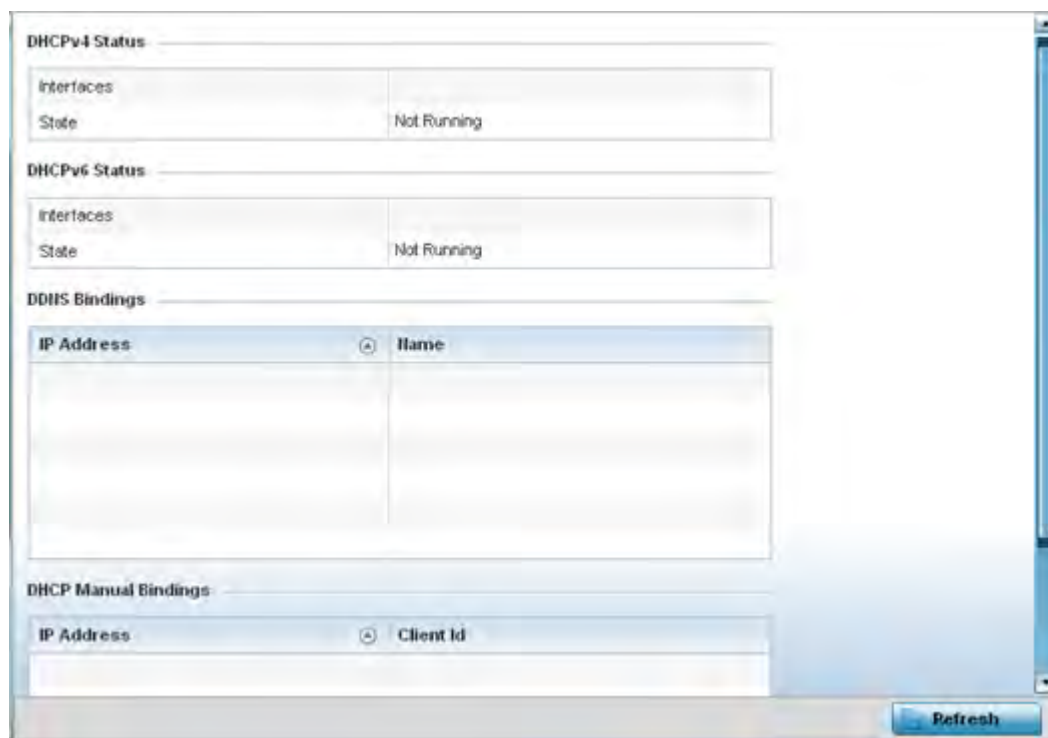 DHCPv4 Status
Interfaces
State Not Running
DHCPv6 Status
Interfaces
State Not Running
DDNS Bindings
IP Address Name
DHCP Manual Bindings
IP Address Client Id
Refresh